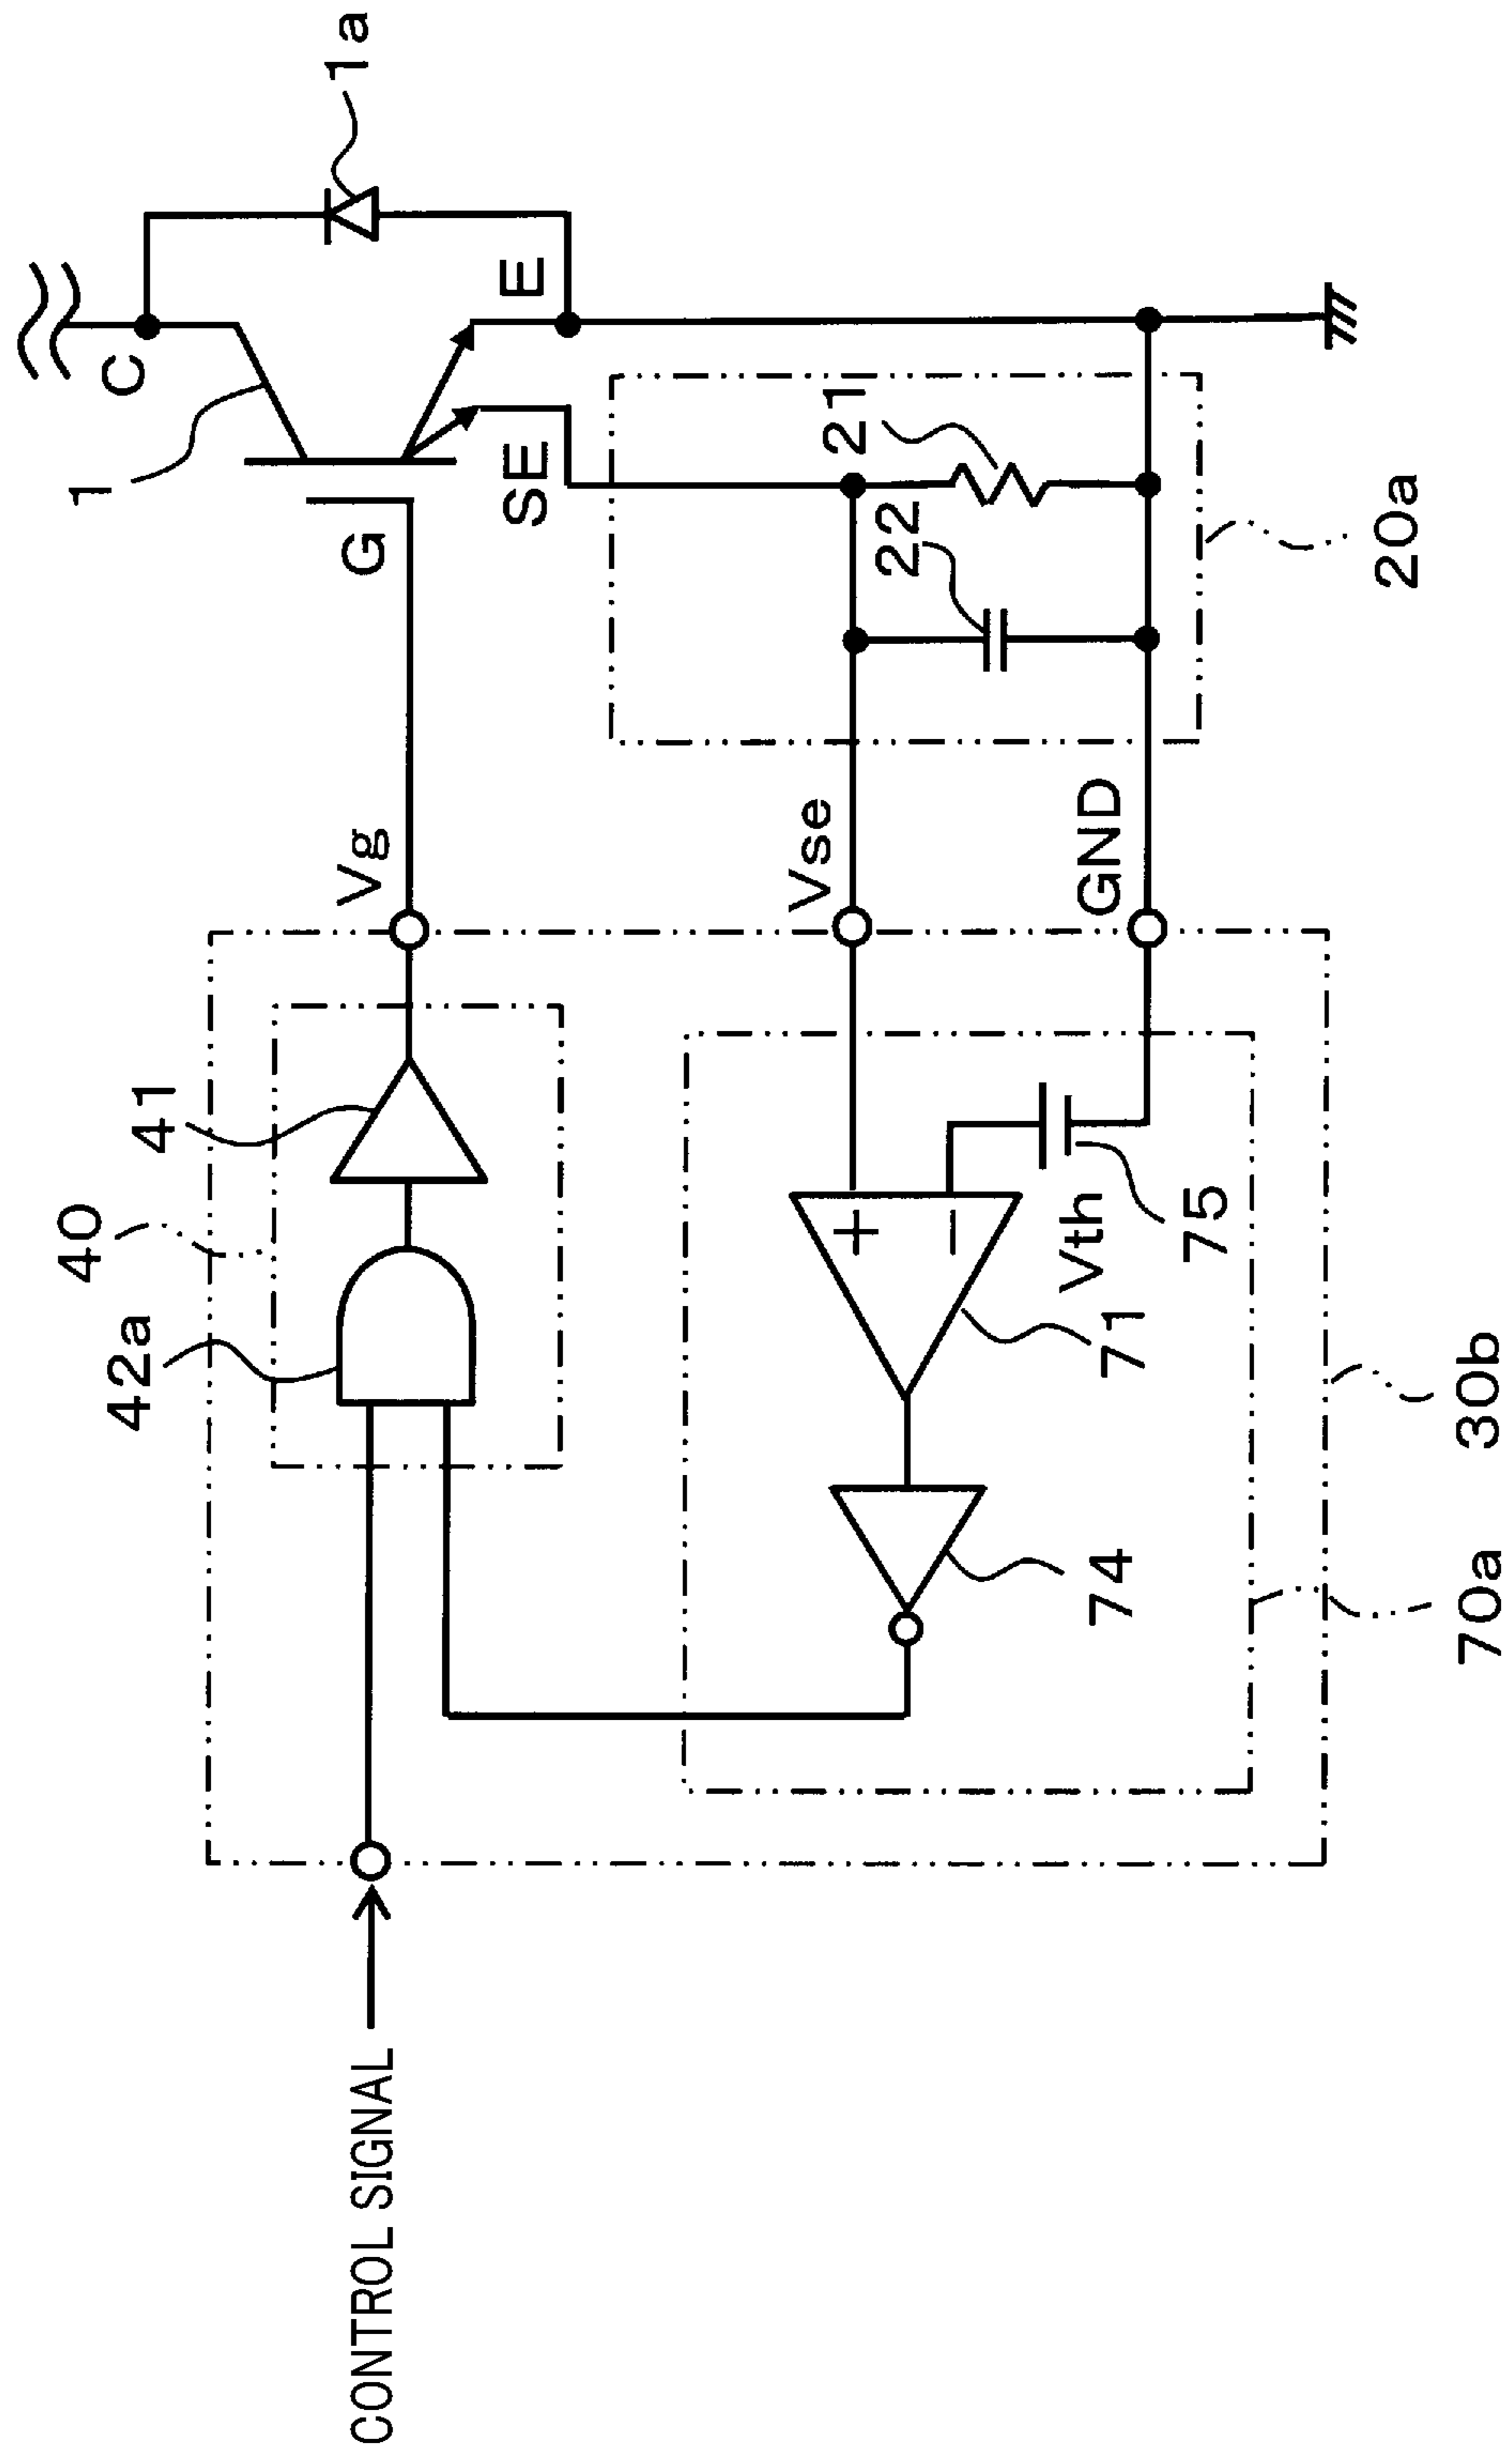 CONTROL SIGNAL
42a
40
41
Vg
G
1
C
1a
E
SE
Vse
22
21
GND
20a
+
−
Vth
75
71
74
70a
30b